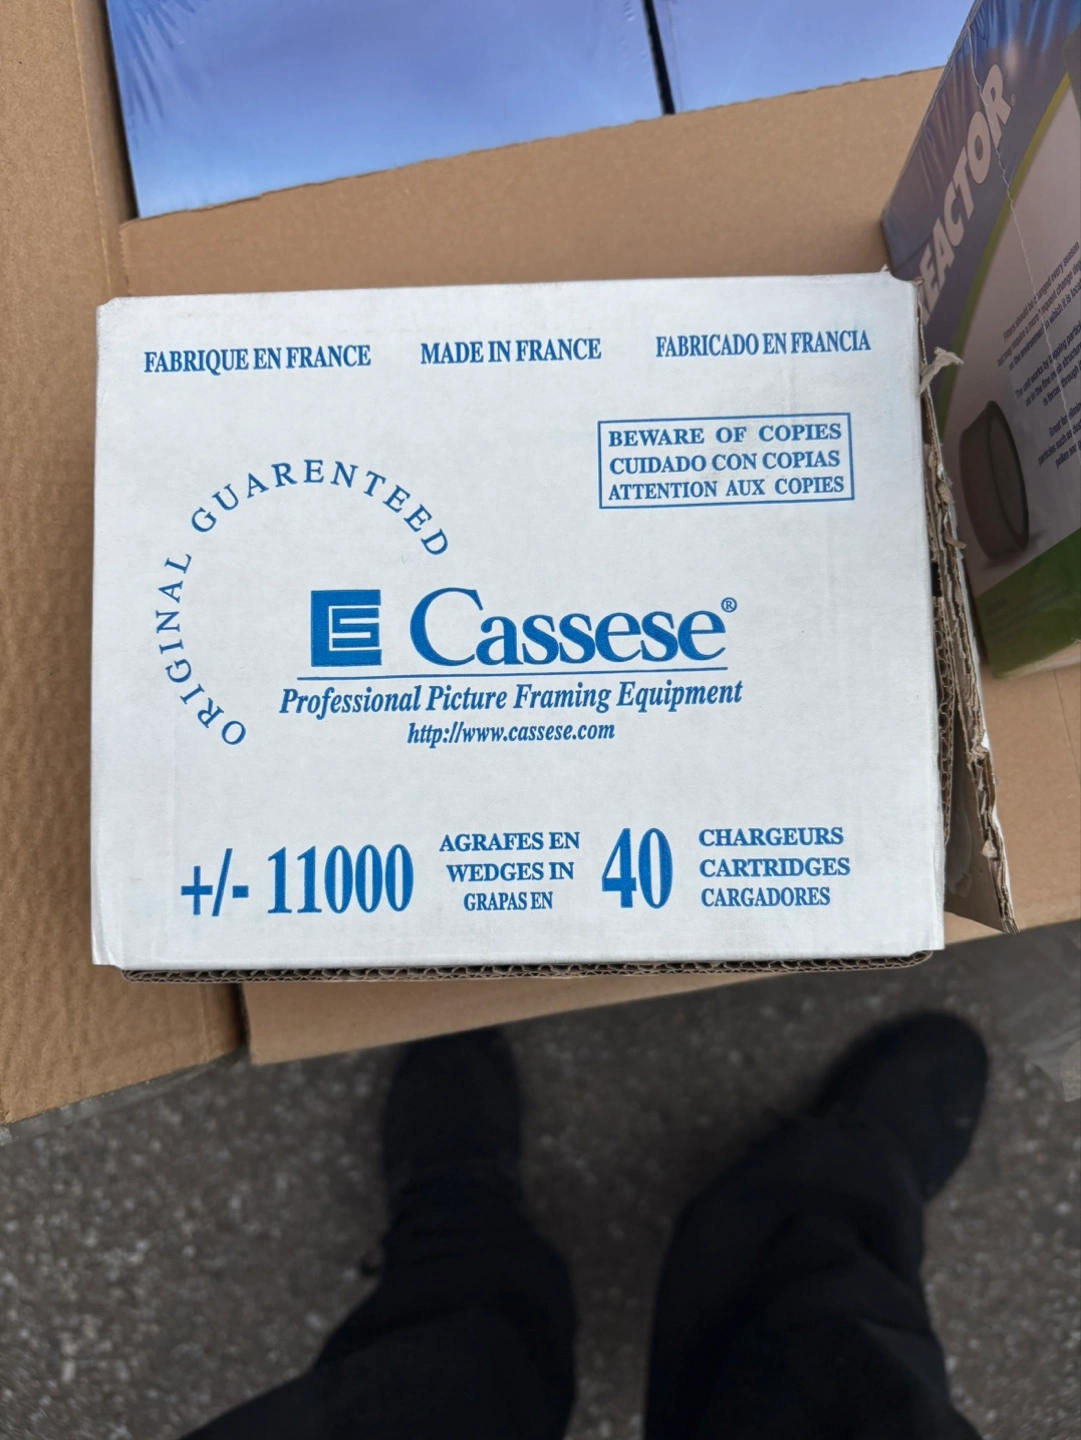 FABRIQUE EN FRANCE
MADE IN FRANCE
FABRICADO EN FRANCIA
BEWARE OF COPIES
CUIDADO CON COPIAS
ATTENTION AUX COPIES
ORIGINAL GUARENTEED
Cassese®
Professional Picture Framing Equipment
http://www.cassese.com
+/- 11000
AGRAFES EN
WEDGES IN
GRAPAS EN
40
CHARGEURS
CARTRIDGES
CARGADORES
EACTOR